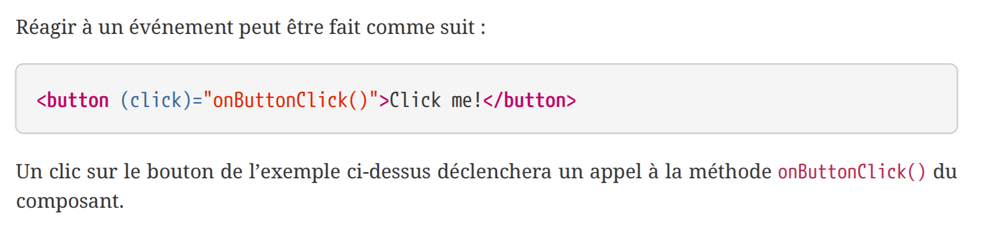 Réagir à un événement peut être fait comme suit :
<button (click)="onButtonClick()">Click me!</button>
Un clic sur le bouton de l’exemple ci-dessus déclenchera un appel à la méthode onButtonClick() du
composant.